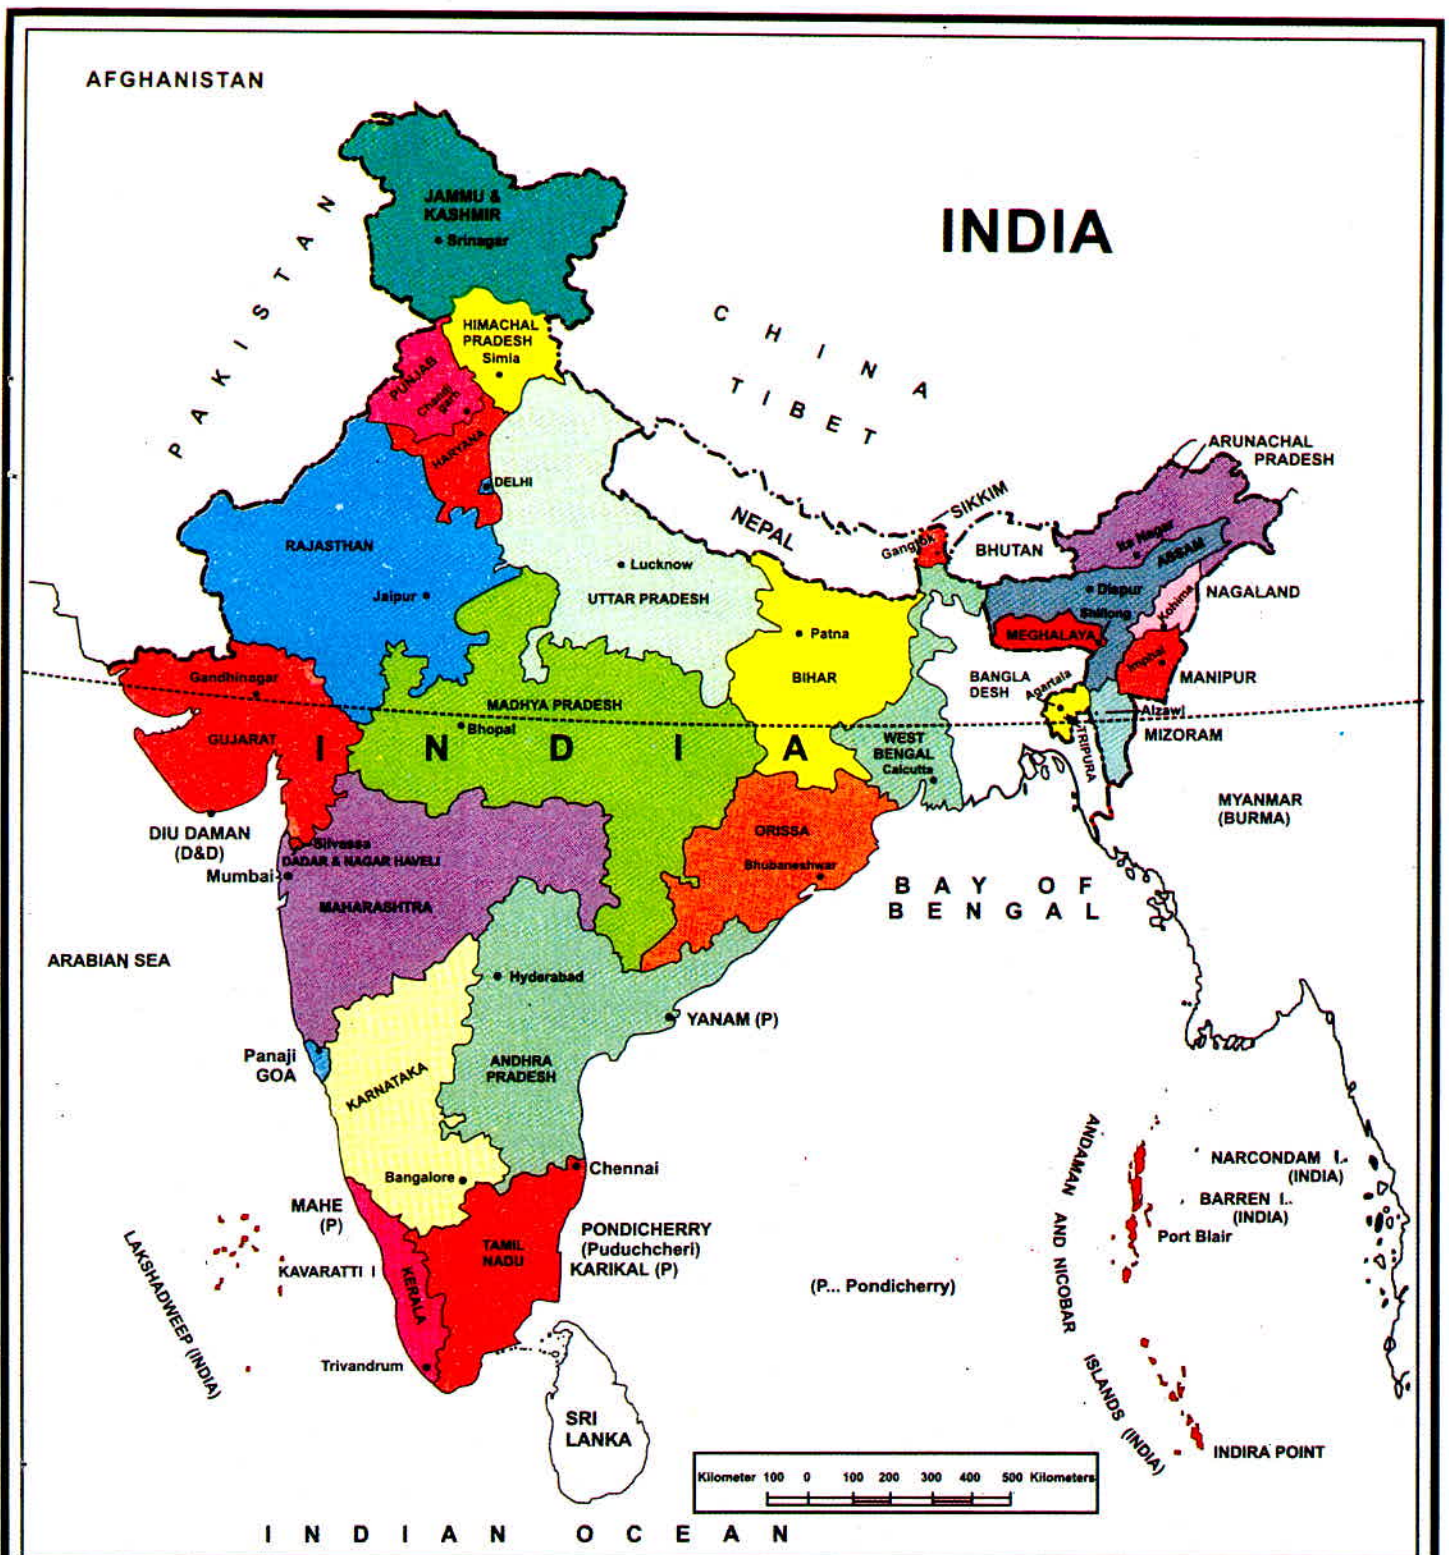 AFGHANISTAN
INDIA
PAKISTAN
CHINA
TIBET
JAMMU &
KASHMIR
Srinagar
HIMACHAL
PRADESH
Simla
PUNJAB
Chandi
garh
HARYANA
DELHI
RAJASTHAN
Jaipur
NEPAL
SIKKIM
Gangtok
BHUTAN
ARUNACHAL
PRADESH
Ita Nagar
ASSAM
Dispur
Shillong
MEGHALAYA
Kohima
NAGALAND
Imphal
MANIPUR
Lucknow
UTTAR PRADESH
Patna
BIHAR
BANGLA
DESH
Agartala
TRIPURA
Aizawl
MIZORAM
MYANMAR
(BURMA)
Gandhinagar
GUJARAT
MADHYA PRADESH
Bhopal
INDIA
WEST
BENGAL
Calcutta
DIU DAMAN
(D&D)
Silvassa
DADAR & NAGAR HAVELI
Mumbai
MAHARASHTRA
ORISSA
Bhubaneshwar
BAY OF
BENGAL
ARABIAN SEA
Hyderabad
YANAM (P)
ANDHRA
PRADESH
Panaji
GOA
KARNATAKA
Bangalore
Chennai
MAHE
(P)
PONDICHERRY
(Puduchcheri)
KARIKAL (P)
TAMIL
NADU
KERALA
KAVARATTI I
LAKSHADWEEP (INDIA)
Trivandrum
(P... Pondicherry)
ANDAMAN AND NICOBAR ISLANDS (INDIA)
NARCONDAM I..
(INDIA)
BARREN I..
(INDIA)
Port Blair
INDIRA POINT
SRI
LANKA
Kilometer 100 0 100 200 300 400 500 Kilometers
INDIAN OCEAN